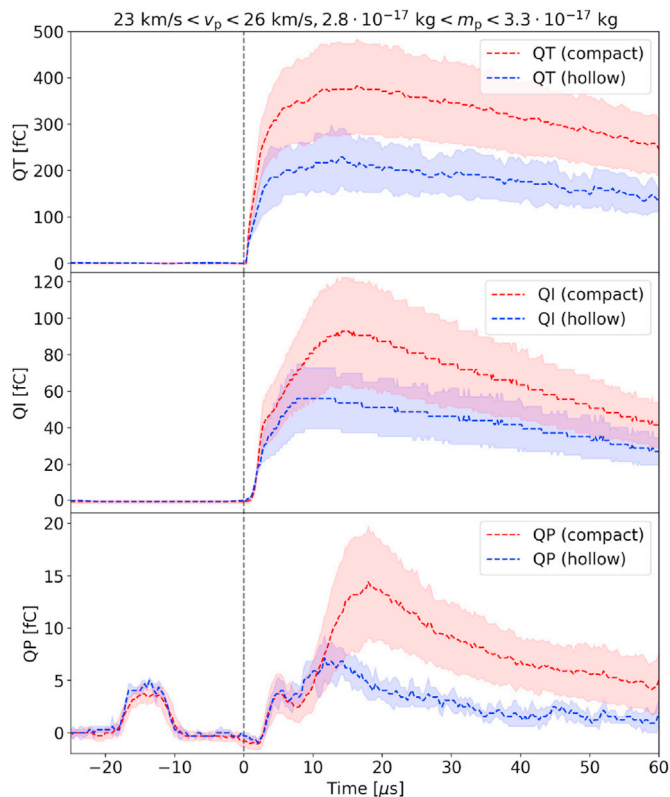 23 km/s < vₚ < 26 km/s, 2.8 · 10⁻¹⁷ kg < mₚ < 3.3 · 10⁻¹⁷ kg
500
400
300
200
100
0
QT [fC]
QT (compact)
QT (hollow)
120
100
80
60
40
20
0
QI [fC]
QI (compact)
QI (hollow)
20
15
10
5
0
QP [fC]
QP (compact)
QP (hollow)
−20 −10 0 10 20 30 40 50 60
Time [μs]